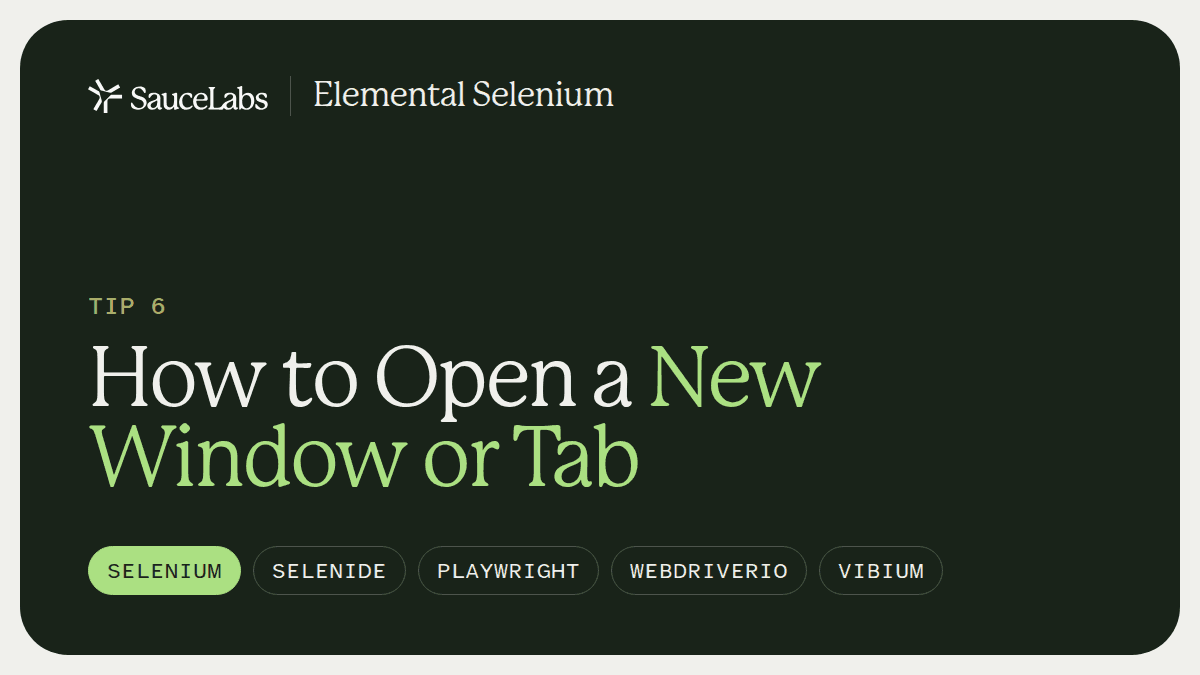 SauceLabs
Elemental Selenium
TIP 6
How to Open a New
Window or Tab
SELENIUM
SELENIDE
PLAYWRIGHT
WEBDRIVERIO
VIBIUM